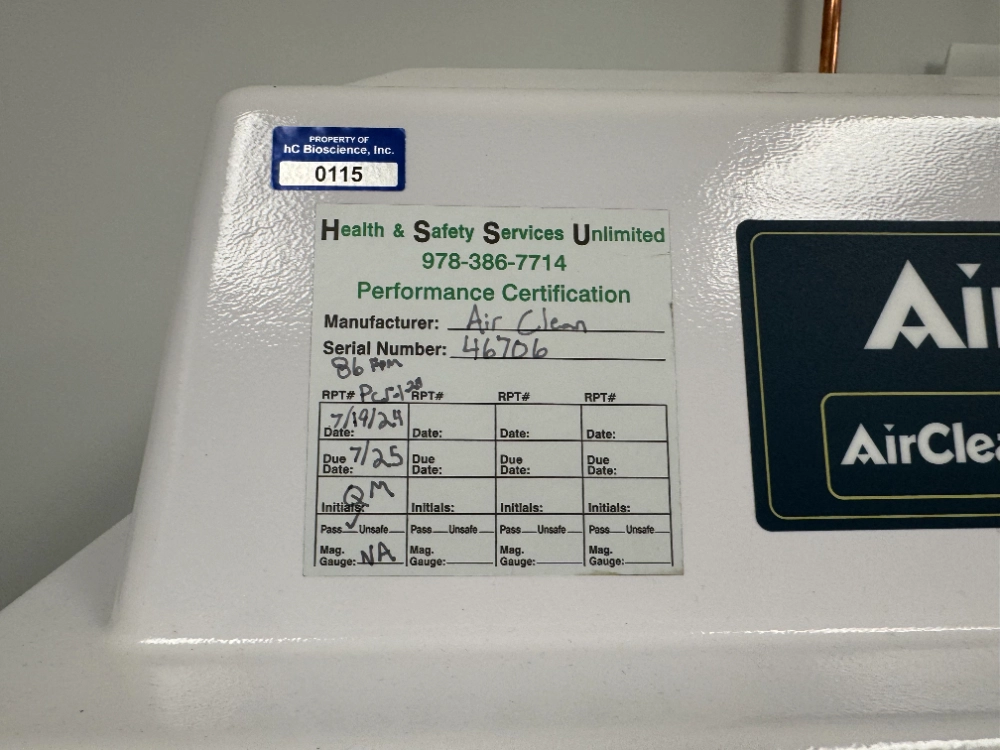 PROPERTY OF
hC Bioscience, Inc.
0115
Health & Safety Services Unlimited
978-386-7714
Performance Certification
Manufacturer: Air Clean
Serial Number: 46706
86 fpm
RPT# RPT# RPT# RPT#
7/19/24
Date: Date: Date: Date:
Due 7/25 Due Due Due
Date: Date: Date: Date:
QM
Initials: Initials: Initials: Initials:
Pass ✓ Unsafe Pass Unsafe Pass Unsafe Pass Unsafe
Mag. Mag. Mag. Mag.
Gauge: NA Gauge: Gauge: Gauge:
Ai
AirClea